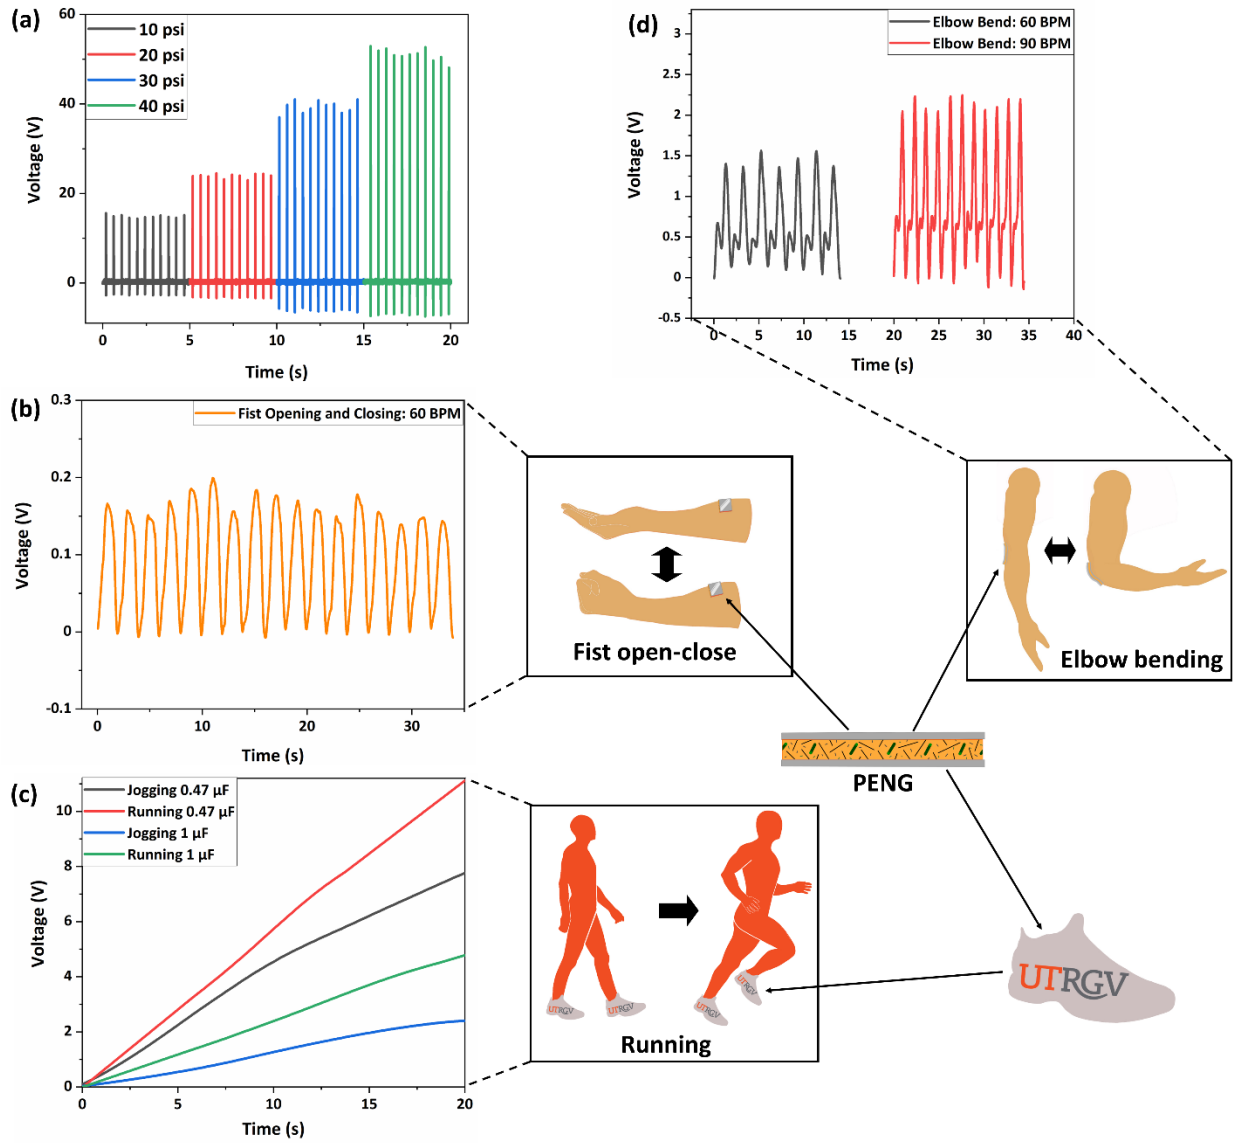 (a)
60
40
20
0
Voltage (V)
10 psi
20 psi
30 psi
40 psi
0 5 10 15 20
Time (s)
(d)
3
2.5
2
1.5
1
0.5
0
-0.5
Voltage (V)
Elbow Bend: 60 BPM
Elbow Bend: 90 BPM
0 5 10 15 20 25 30 35 40
Time (s)
(b)
0.3
0.2
0.1
0
-0.1
Voltage (V)
Fist Opening and Closing: 60 BPM
0 10 20 30
Time (s)
Fist open-close
Elbow bending
PENG
(c)
10
8
6
4
2
0
Voltage (V)
Jogging 0.47 µF
Running 0.47 µF
Jogging 1 µF
Running 1 µF
0 5 10 15 20
Time (s)
UTRGV
UTRGV
UTRGV
UTRGV
Running
UTRGV